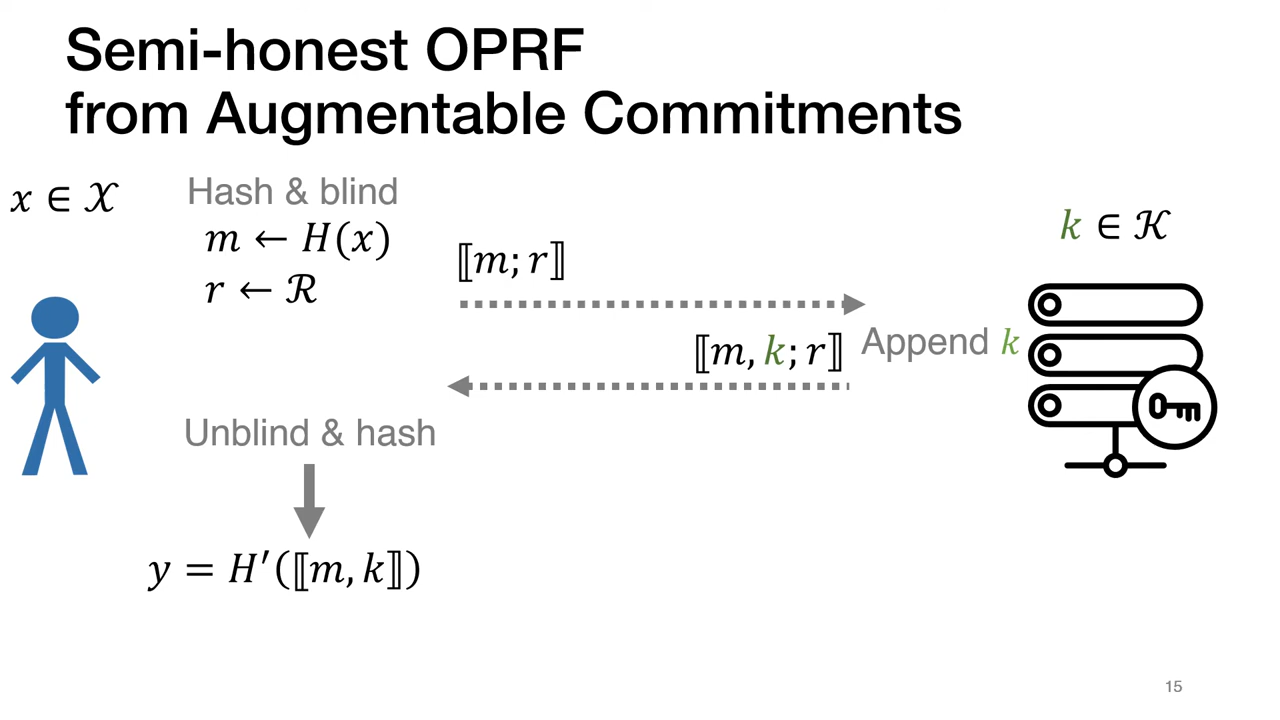 Semi-honest OPRF
from Augmentable Commitments
x ∈ 𝒳
Hash & blind
m ← H(x)
r ← ℛ
⟦m; r⟧
k ∈ 𝒦
⟦m, k; r⟧
Append k
Unblind & hash
y = H′(⟦m, k⟧)
15